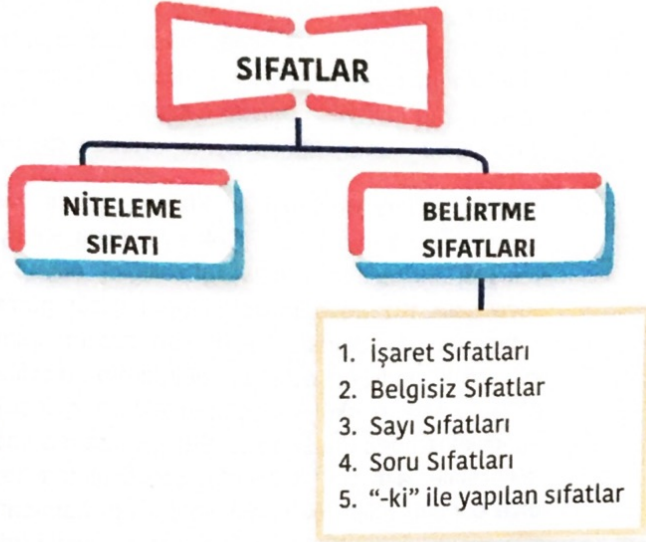 SIFATLAR
NİTELEME
SIFATI
BELİRTME
SIFATLARI
1. İşaret Sıfatları
2. Belgisiz Sıfatlar
3. Sayı Sıfatları
4. Soru Sıfatları
5. “-ki” ile yapılan sıfatlar